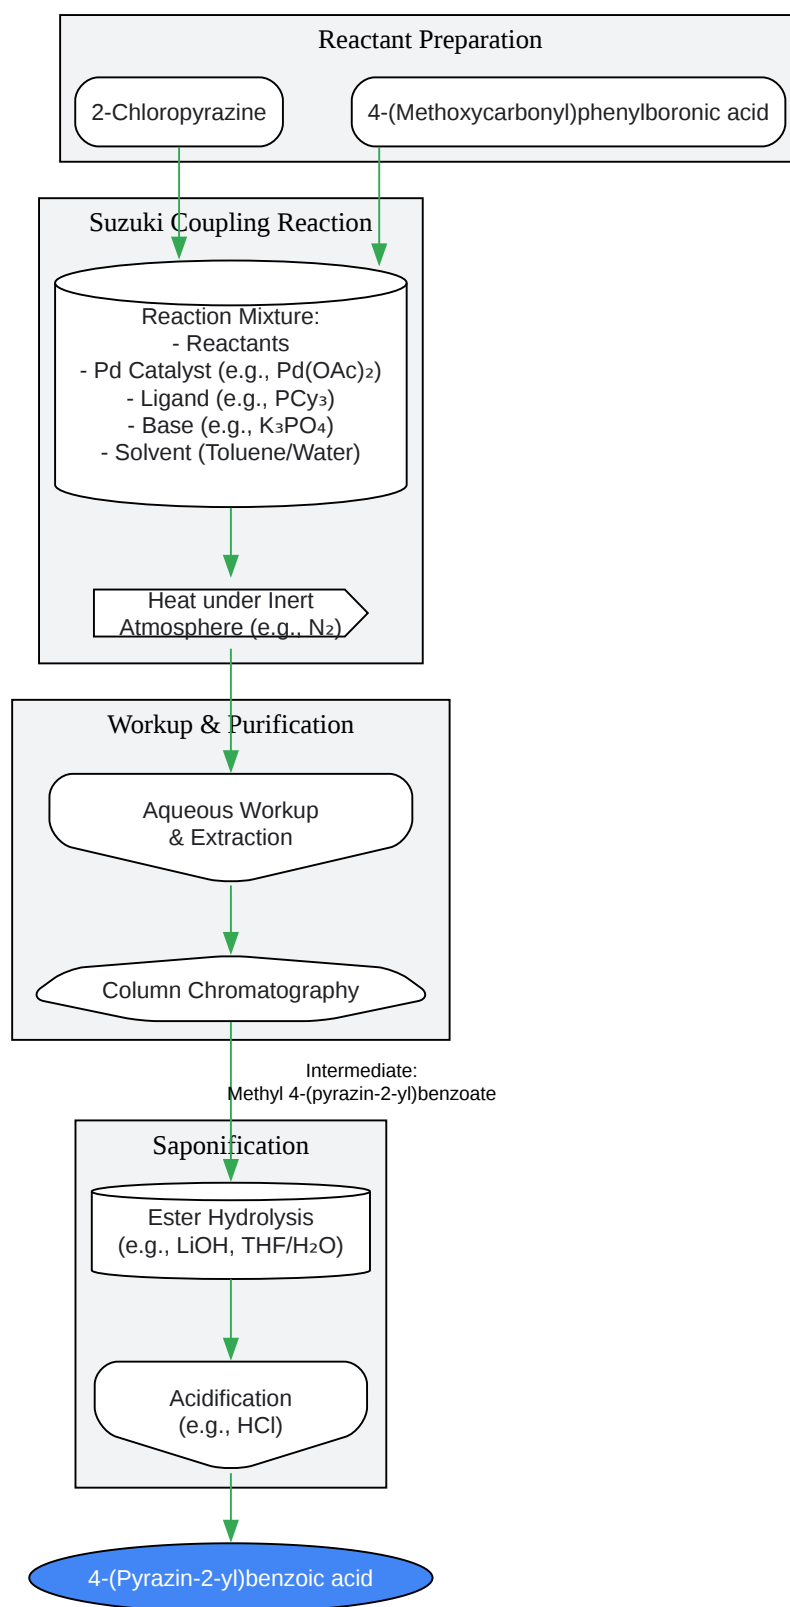 Reactant Preparation
2-Chloropyrazine
4-(Methoxycarbonyl)phenylboronic acid
Suzuki Coupling Reaction
Reaction Mixture:
- Reactants
- Pd Catalyst (e.g., Pd(OAc)₂)
- Ligand (e.g., PCy₃)
- Base (e.g., K₃PO₄)
- Solvent (Toluene/Water)
Heat under Inert
Atmosphere (e.g., N₂)
Workup & Purification
Aqueous Workup
& Extraction
Column Chromatography
Intermediate:
Methyl 4-(pyrazin-2-yl)benzoate
Saponification
Ester Hydrolysis
(e.g., LiOH, THF/H₂O)
Acidification
(e.g., HCl)
4-(Pyrazin-2-yl)benzoic acid